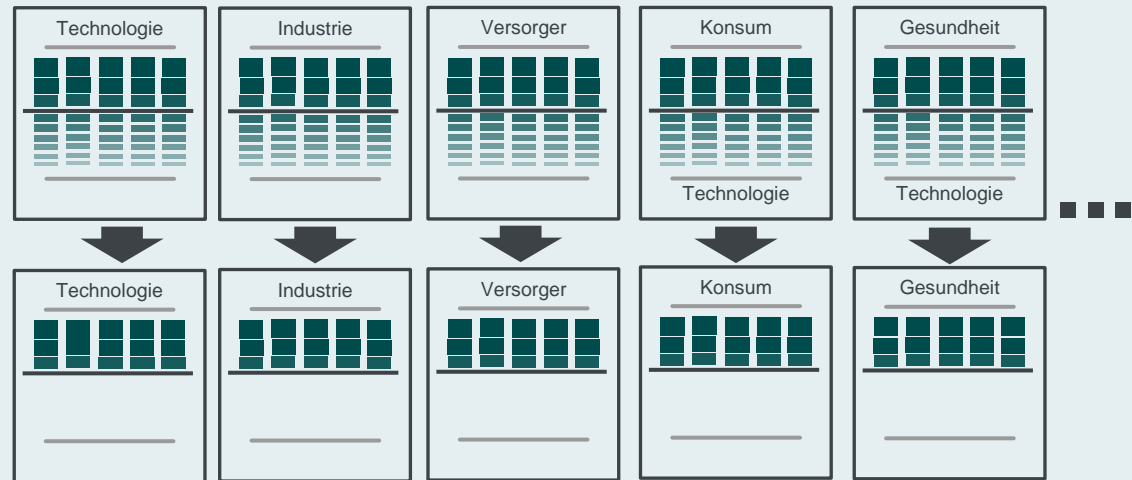 Technologie
Industrie
Versorger
Konsum
Gesundheit
Technologie
Technologie
Technologie
Industrie
Versorger
Konsum
Gesundheit